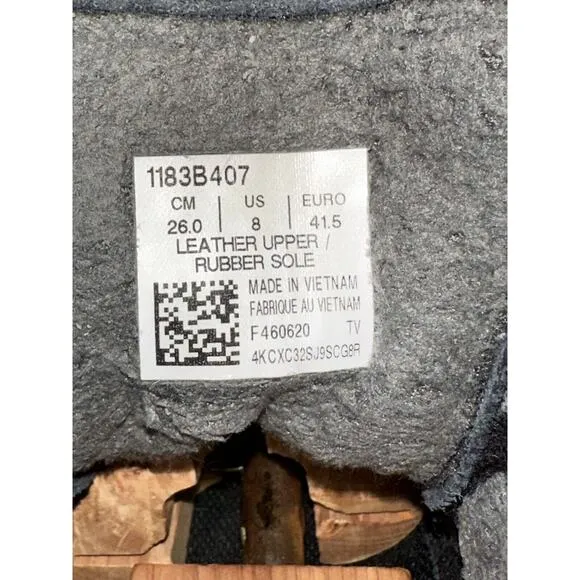 1183B407
CM US EURO
26.0 8 41.5
LEATHER UPPER /
RUBBER SOLE
MADE IN VIETNAM
FABRIQUE AU VIETNAM
F460620 TV
4KCXC32SJ9SCG8R